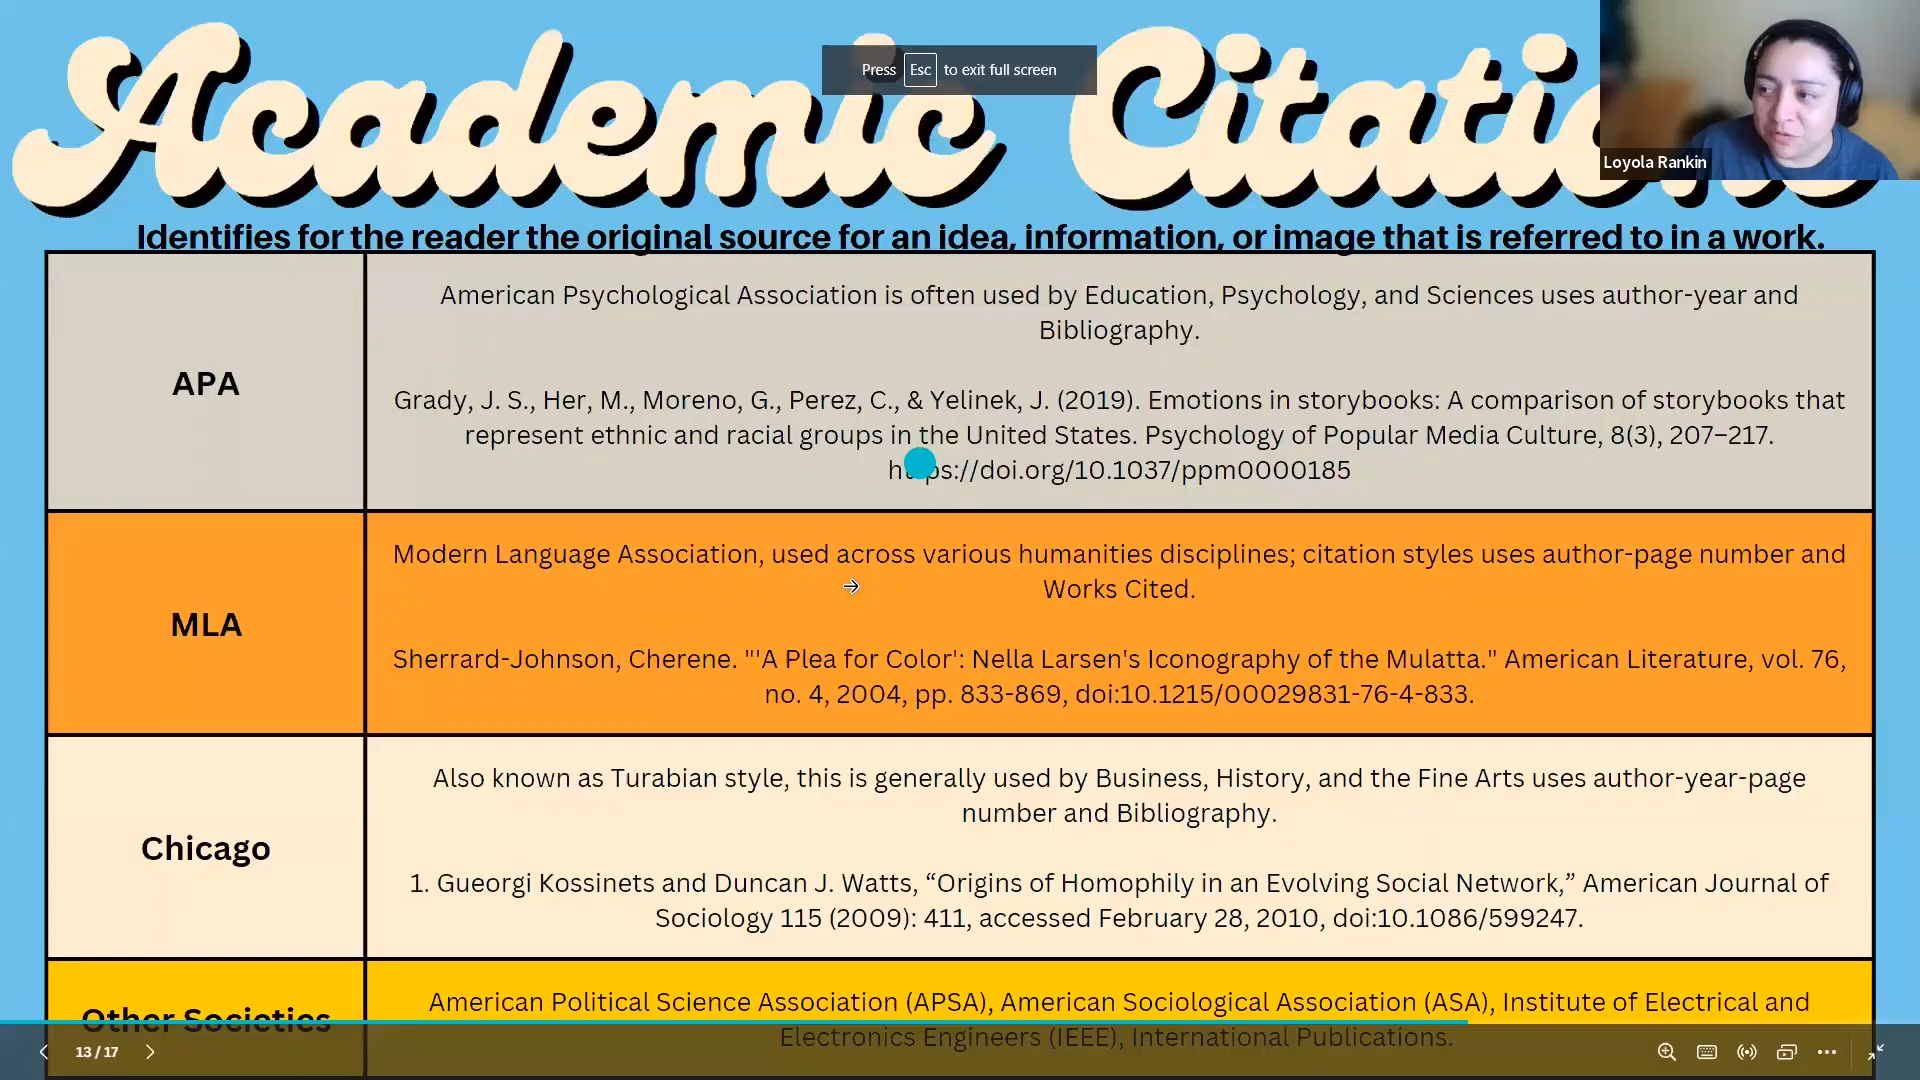 Academic Citations
Press Esc to exit full screen
Loyola Rankin
Identifies for the reader the original source for an idea, information, or image that is referred to in a work.
APA
American Psychological Association is often used by Education, Psychology, and Sciences uses author-year and
Bibliography.
Grady, J. S., Her, M., Moreno, G., Perez, C., & Yelinek, J. (2019). Emotions in storybooks: A comparison of storybooks that
represent ethnic and racial groups in the United States. Psychology of Popular Media Culture, 8(3), 207–217.
https://doi.org/10.1037/ppm0000185
MLA
Modern Language Association, used across various humanities disciplines; citation styles uses author-page number and
Works Cited.
Sherrard-Johnson, Cherene. "'A Plea for Color': Nella Larsen's Iconography of the Mulatta." American Literature, vol. 76,
no. 4, 2004, pp. 833-869, doi:10.1215/00029831-76-4-833.
Chicago
Also known as Turabian style, this is generally used by Business, History, and the Fine Arts uses author-year-page
number and Bibliography.
1. Gueorgi Kossinets and Duncan J. Watts, “Origins of Homophily in an Evolving Social Network,” American Journal of
Sociology 115 (2009): 411, accessed February 28, 2010, doi:10.1086/599247.
Other Societies
American Political Science Association (APSA), American Sociological Association (ASA), Institute of Electrical and
Electronics Engineers (IEEE), International Publications.
13 / 17